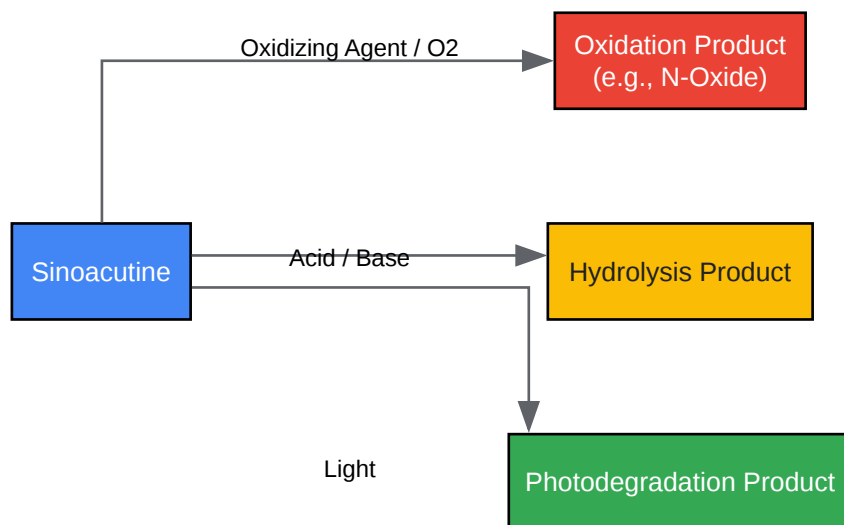 Oxidizing Agent / O2
Oxidation Product
(e.g., N-Oxide)
Sinoacutine
Acid / Base
Hydrolysis Product
Light
Photodegradation Product